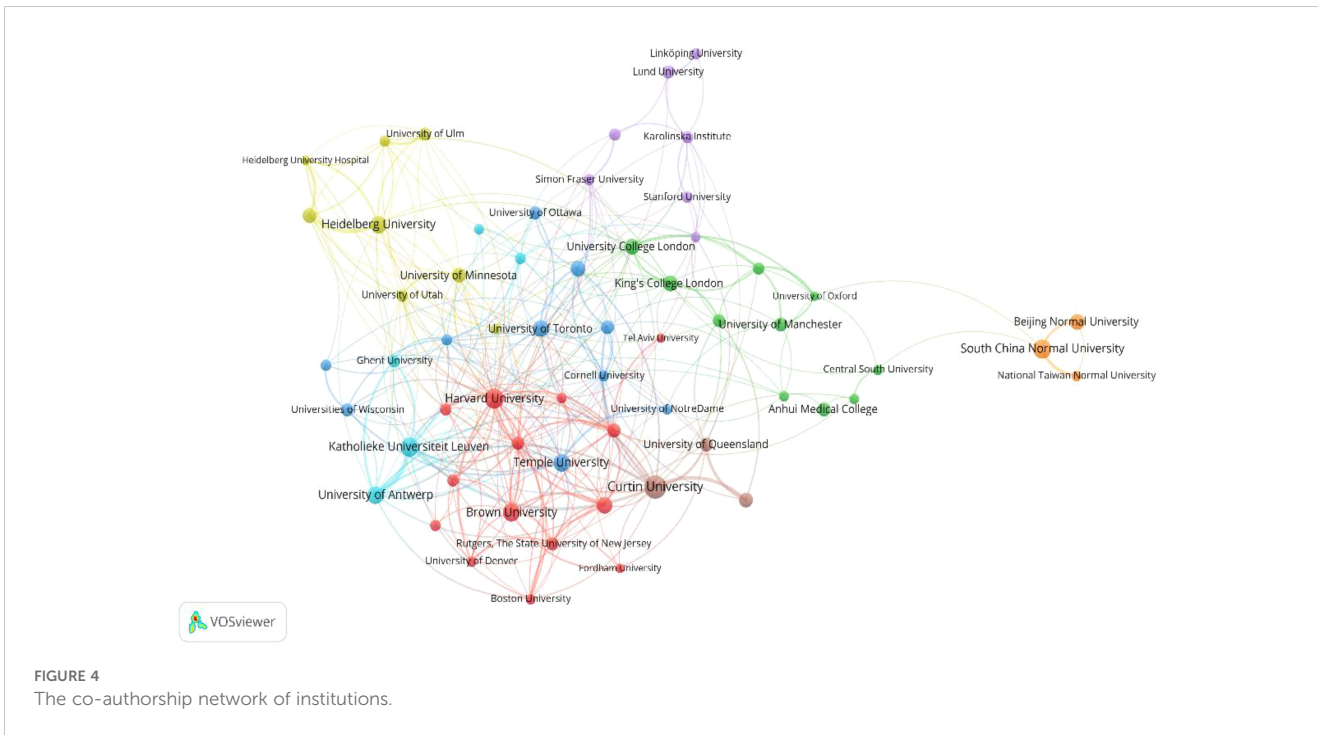 Linköping University
Lund University
University of Ulm
Karolinska Institute
Heidelberg University Hospital
Simon Fraser University
Stanford University
University of Ottawa
Heidelberg University
University College London
University of Minnesota
King's College London
University of Utah
University of Oxford
University of Toronto
University of Manchester
Beijing Normal University
Tel Aviv University
South China Normal University
Ghent University
Central South University
National Taiwan Normal University
Cornell University
Harvard University
Universities of Wisconsin
University of NotreDame
Anhui Medical College
Katholieke Universiteit Leuven
University of Queensland
Temple University
Curtin University
University of Antwerp
Brown University
Rutgers, The State University of New Jersey
University of Denver
Fordham University
Boston University
VOSviewer
FIGURE 4
The co-authorship network of institutions.